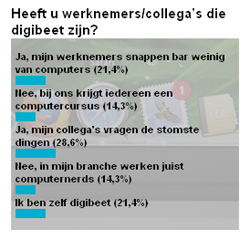 Heeft u werknemers/collega's die
digibeet zijn?
Ja, mijn werknemers snappen bar weinig
van computers (21,4%)
Nee, bij ons krijgt iedereen een
computercursus (14,3%)
Ja, mijn collega's vragen de stomste
dingen (28,6%)
Nee, in mijn branche werken juist
computernerds (14,3%)
Ik ben zelf digibeet (21,4%)